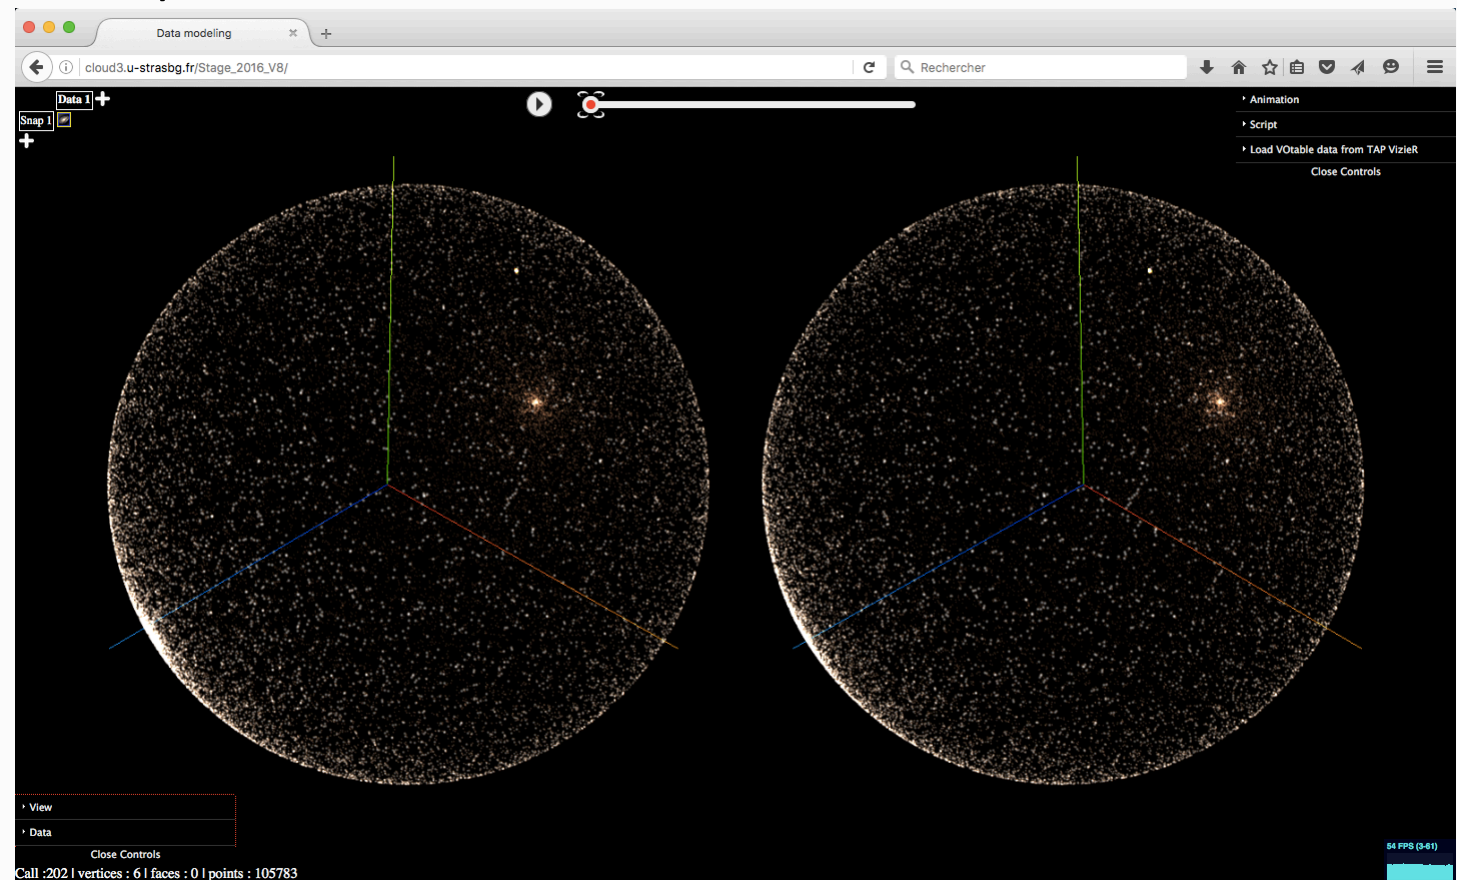 Data modeling
cloud3.u-strasbg.fr/Stage_2016_V8/
Rechercher
Data 1
Snap 1
Animation
Script
Load VOtable data from TAP VizieR
Close Controls
View
Data
Close Controls
Call :202 | vertices : 6 | faces : 0 | points : 105783
54 FPS (3-61)